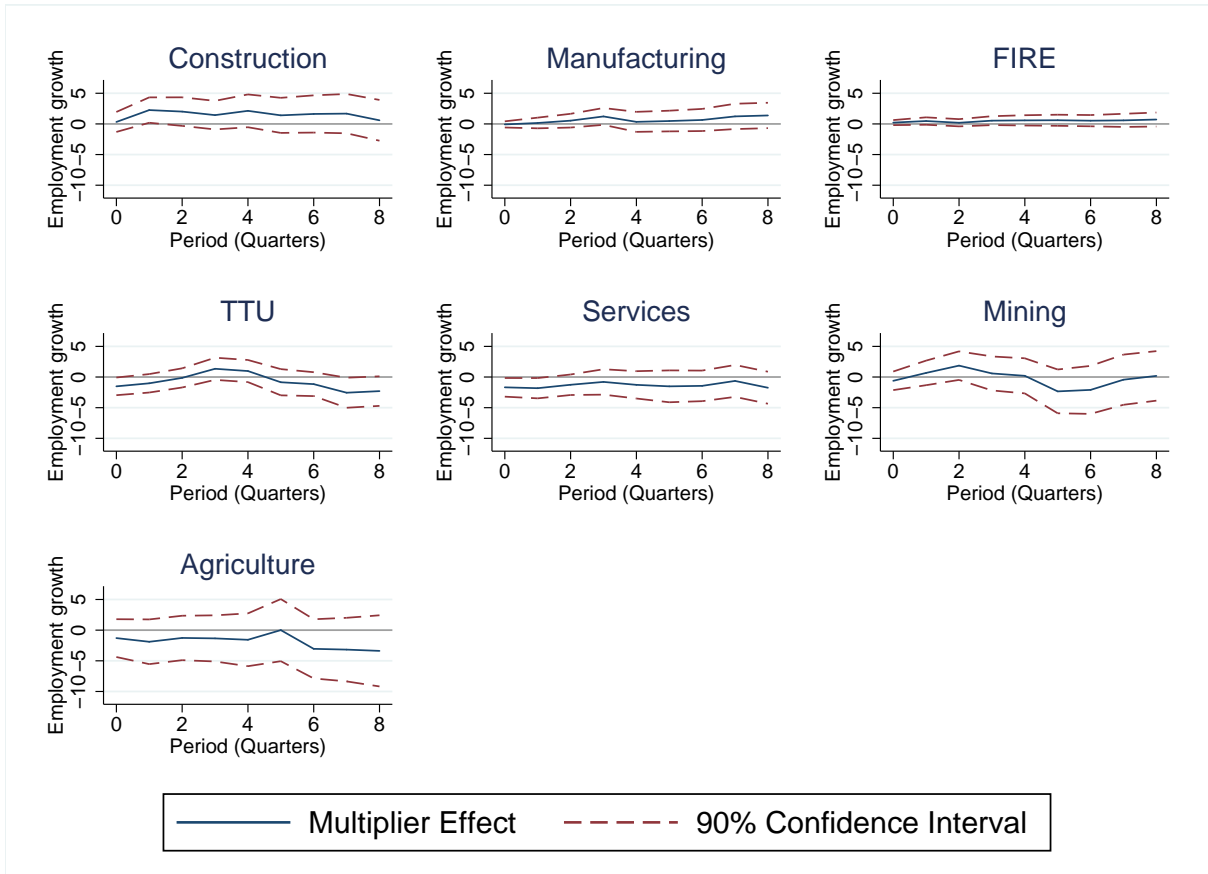 Construction
Employment growth
5
0
−5
−10
0 2 4 6 8
Period (Quarters)
Manufacturing
Employment growth
5
0
−5
−10
0 2 4 6 8
Period (Quarters)
FIRE
Employment growth
5
0
−5
−10
0 2 4 6 8
Period (Quarters)
TTU
Employment growth
5
0
−5
−10
0 2 4 6 8
Period (Quarters)
Services
Employment growth
5
0
−5
−10
0 2 4 6 8
Period (Quarters)
Mining
Employment growth
5
0
−5
−10
0 2 4 6 8
Period (Quarters)
Agriculture
Employment growth
5
0
−5
−10
0 2 4 6 8
Period (Quarters)
Multiplier Effect
90% Confidence Interval